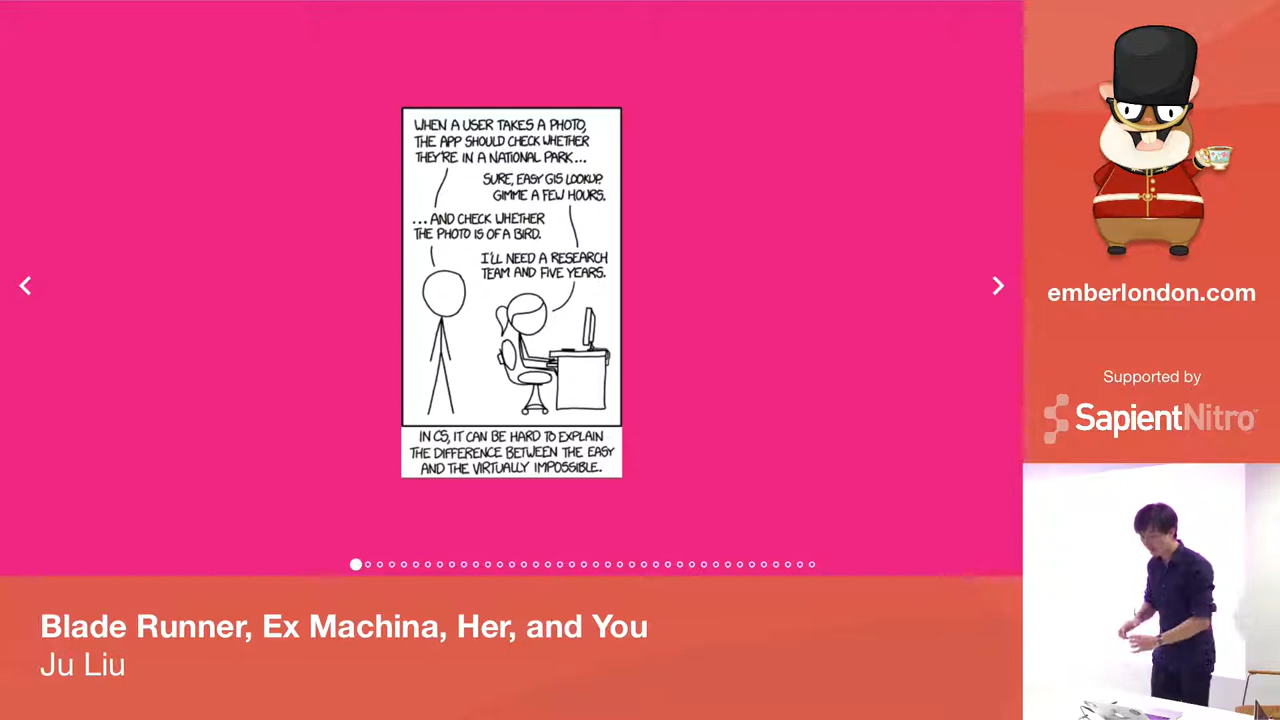 WHEN A USER TAKES A PHOTO,
THE APP SHOULD CHECK WHETHER
THEY'RE IN A NATIONAL PARK...
SURE, EASY GIS LOOKUP.
GIMME A FEW HOURS.
...AND CHECK WHETHER
THE PHOTO IS OF A BIRD.
I'LL NEED A RESEARCH
TEAM AND FIVE YEARS.
IN CS, IT CAN BE HARD TO EXPLAIN
THE DIFFERENCE BETWEEN THE EASY
AND THE VIRTUALLY IMPOSSIBLE.
emberlondon.com
Supported by
SapientNitro
Blade Runner, Ex Machina, Her, and You
Ju Liu